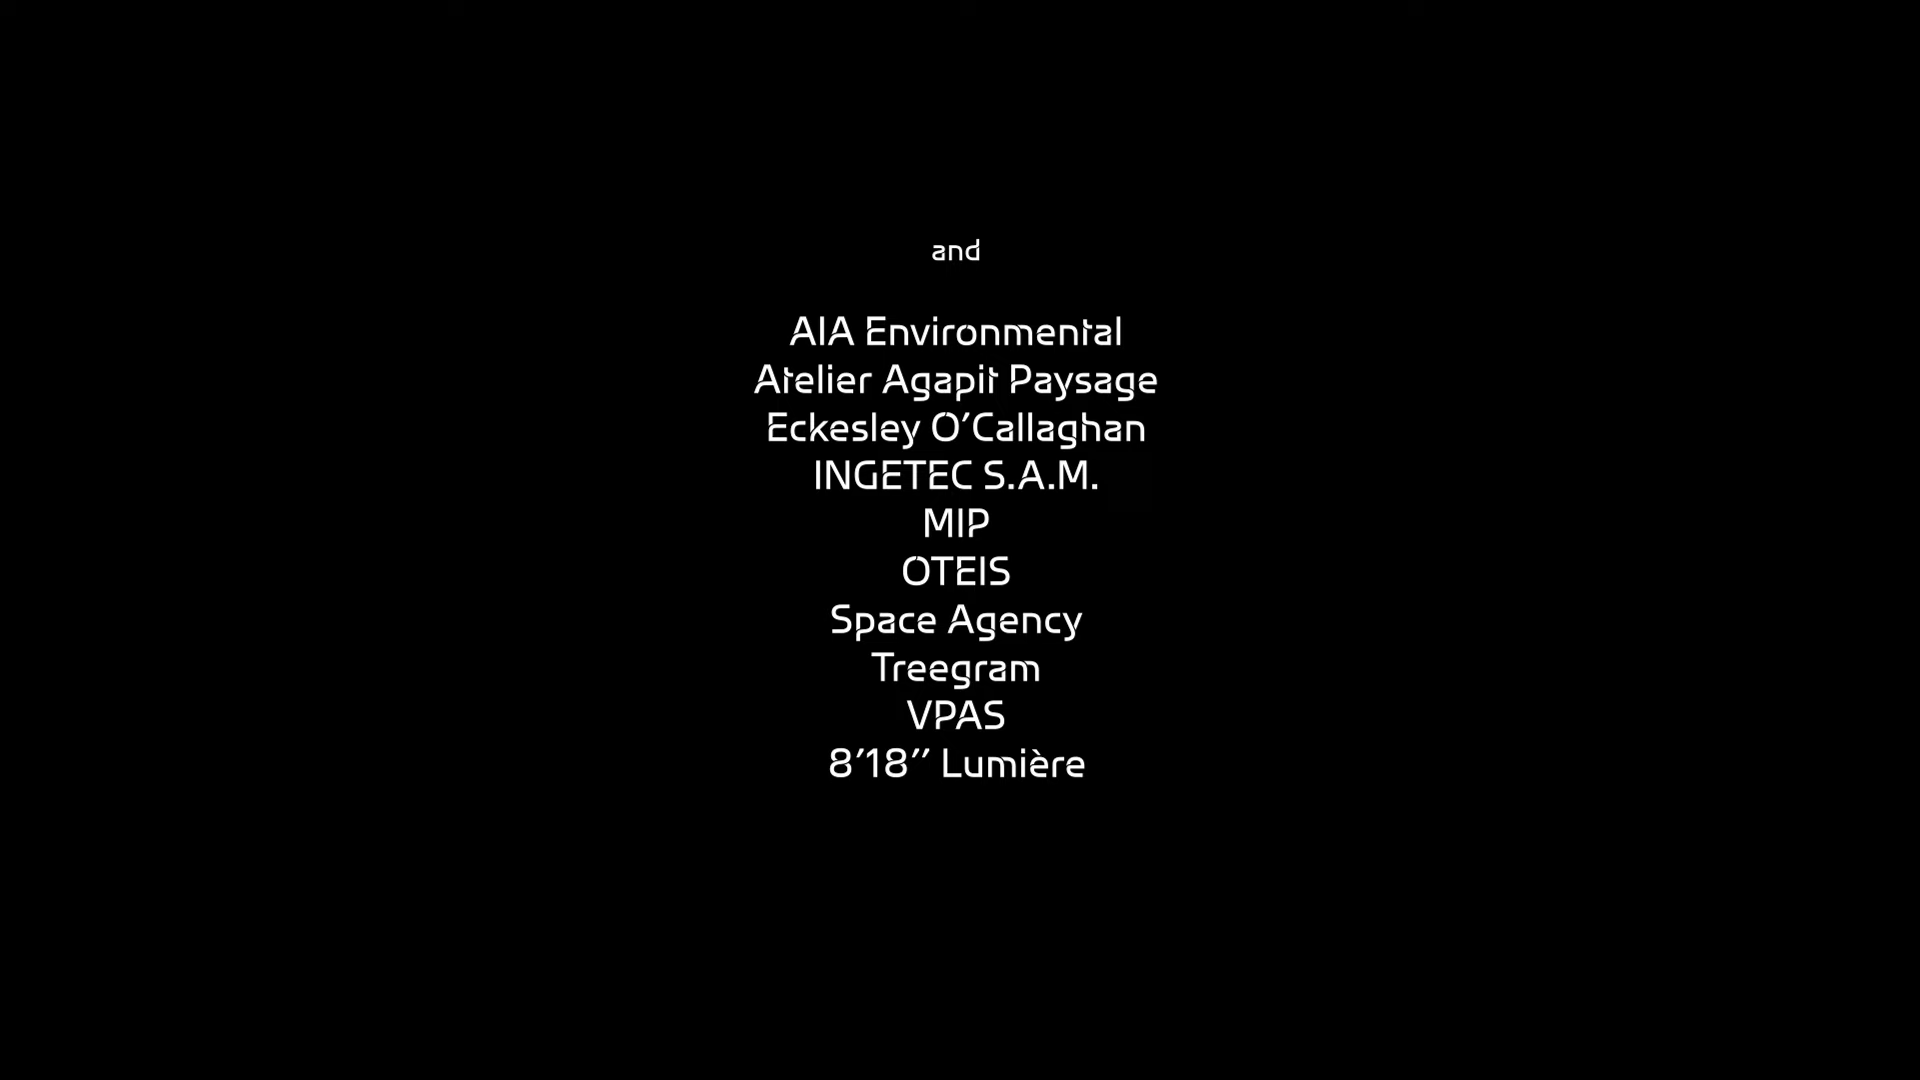 and
AIA Environmental
Atelier Agapit Paysage
Eckesley O’Callaghan
INGETEC S.A.M.
MIP
OTEIS
Space Agency
Treegram
VPAS
8’18’’ Lumière